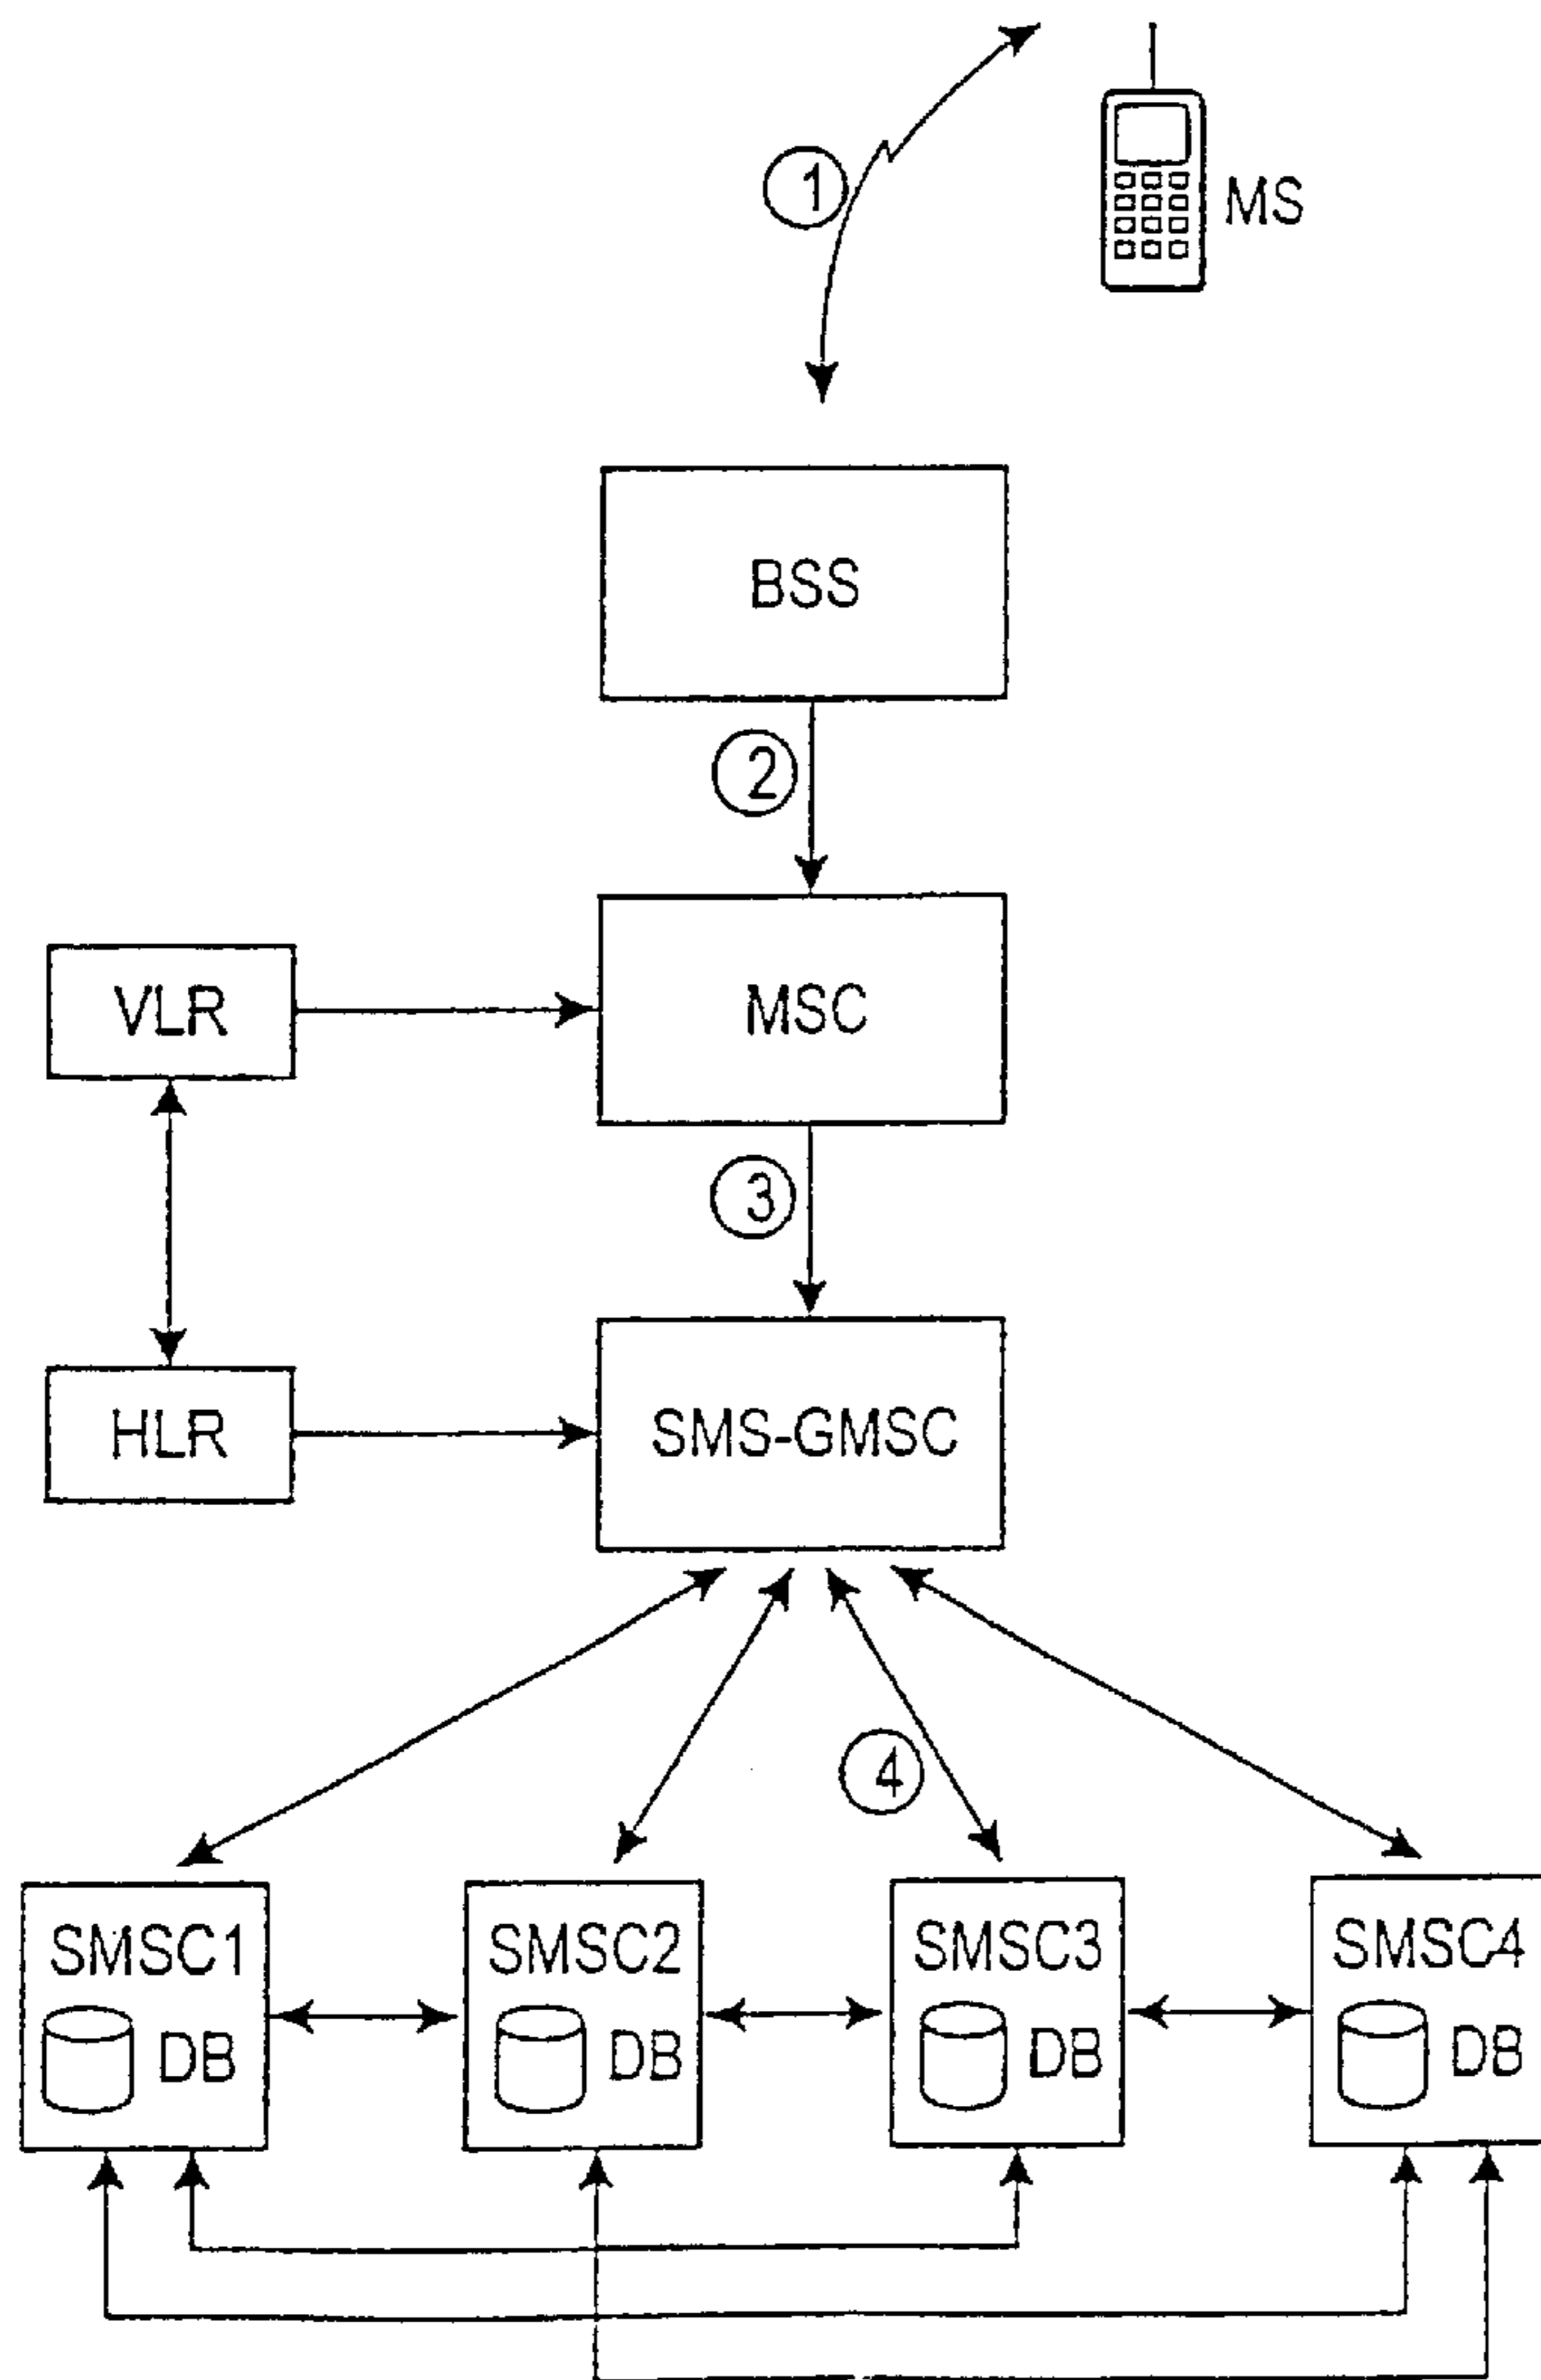 1
MS
BSS
2
VLR
MSC
3
HLR
SMS-GMSC
4
SMSC1
DB
SMSC2
DB
SMSC3
DB
SMSC4
DB